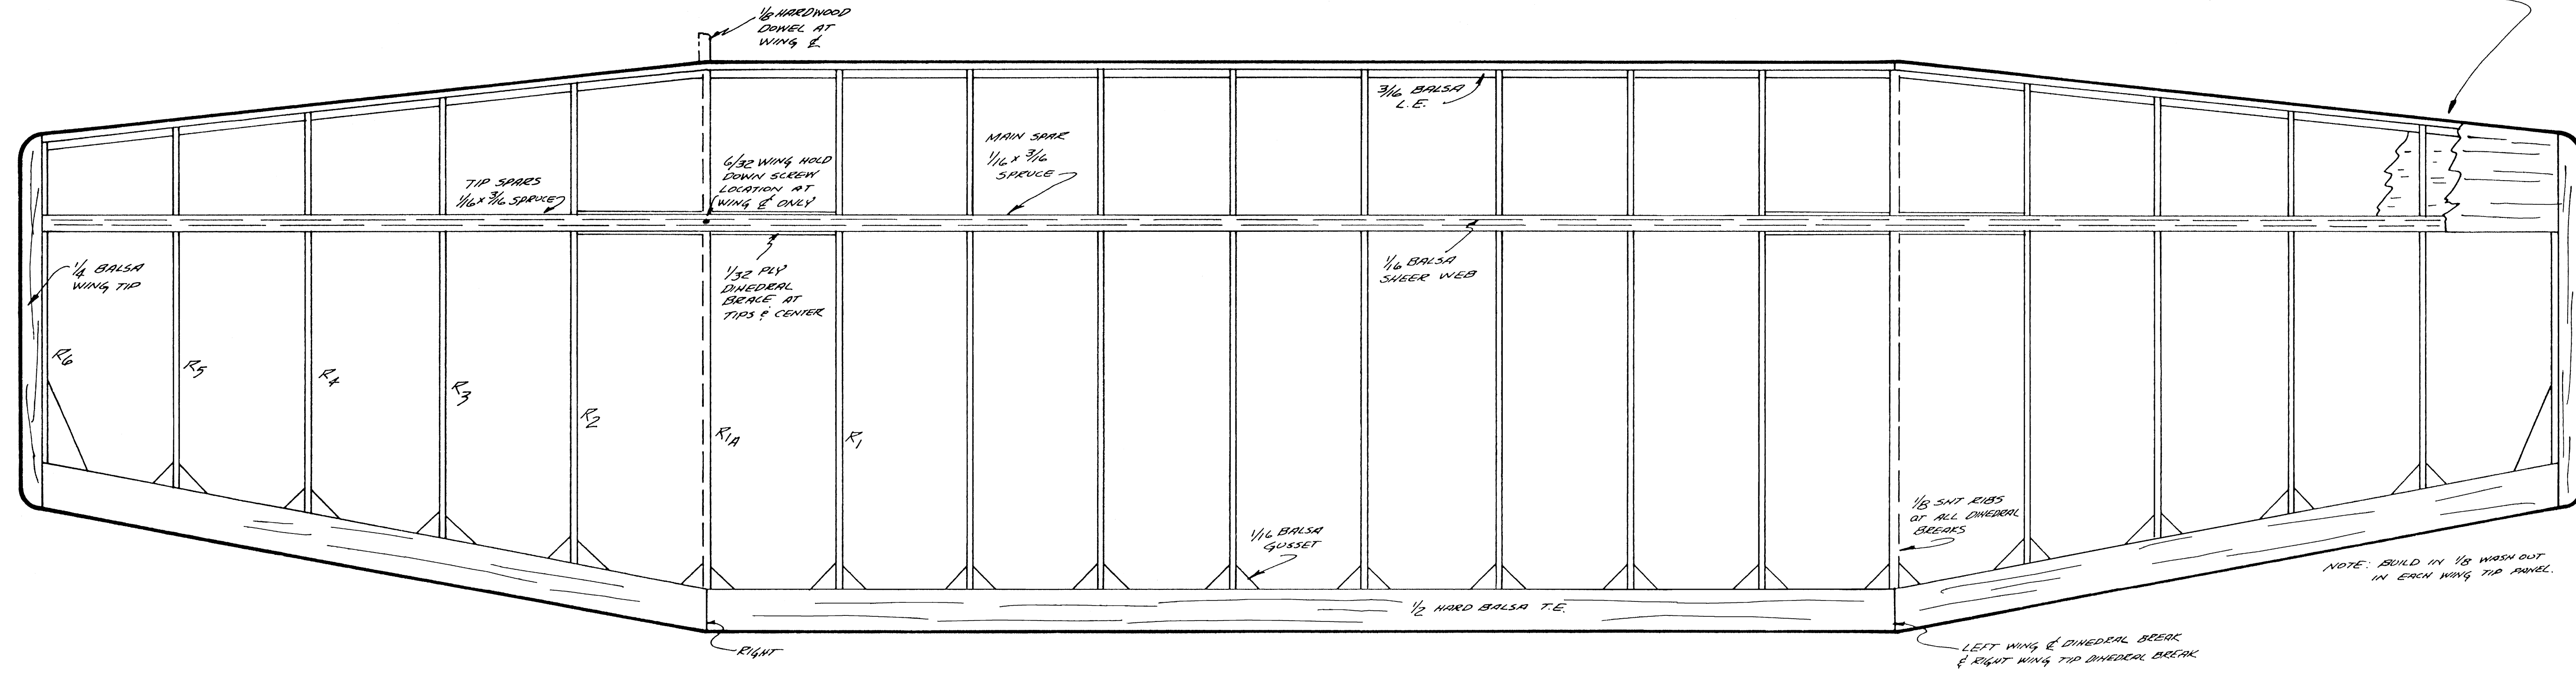 1/8 HARDWOOD
DOWEL AT
WING ℄
3/16 BALSA
L.E.
MAIN SPAR
1/16 x 3/16
SPRUCE
6/32 WING HOLD
DOWN SCREW
LOCATION AT
WING ℄ ONLY
TIP SPARS
1/16 x 3/16 SPRUCE
1/4 BALSA
WING TIP
1/32 PLY
DIHEDRAL
BRACE AT
TIPS & CENTER
1/16 BALSA
SHEER WEB
R6
R5
R4
R3
R2
R1A
R1
1/8 SHT RIBS
AT ALL DIHEDRAL
BREAKS
1/16 BALSA
GUSSET
NOTE: BUILD IN 1/8 WASH OUT
IN EACH WING TIP PANEL.
1/2 HARD BALSA T.E.
RIGHT
LEFT WING ℄ DIHEDRAL BREAK
& RIGHT WING TIP DIHEDRAL BREAK